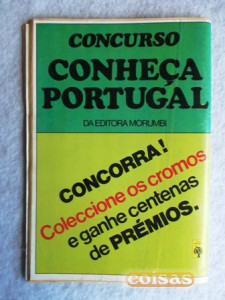 CONCURSO
CONHEÇA
PORTUGAL
DA EDITORA MORUMBI
CONCORRA!
Coleccione os cromos
e ganhe centenas
de PRÉMIOS.
coisas